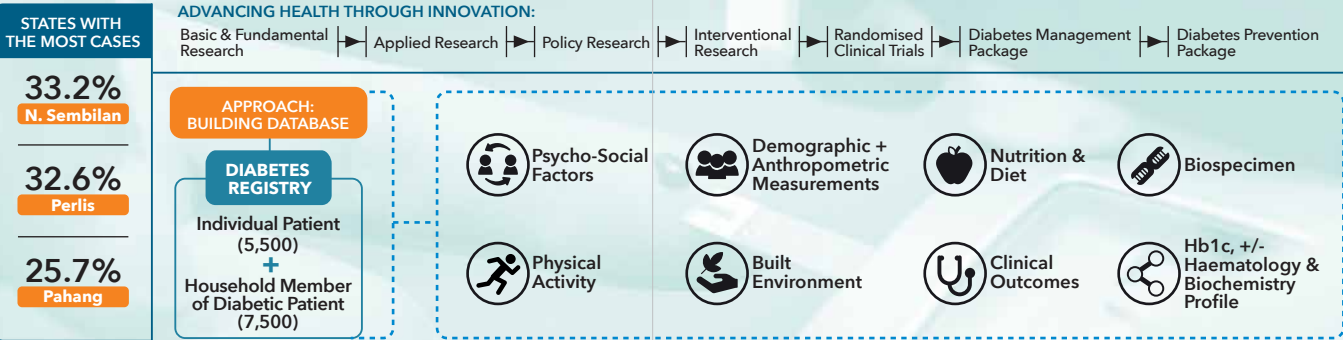 STATES WITH
THE MOST CASES
33.2%
N. Sembilan
32.6%
Perlis
25.7%
Pahang
ADVANCING HEALTH THROUGH INNOVATION:
Basic & Fundamental
Research
Applied Research
Policy Research
Interventional
Research
Randomised
Clinical Trials
Diabetes Management
Package
Diabetes Prevention
Package
APPROACH:
BUILDING DATABASE
DIABETES
REGISTRY
Individual Patient
(5,500)
+
Household Member
of Diabetic Patient
(7,500)
Psycho-Social
Factors
Demographic +
Anthropometric
Measurements
Nutrition &
Diet
Biospecimen
Physical
Activity
Built
Environment
Clinical
Outcomes
Hb1c, +/-
Haematology &
Biochemistry
Profile